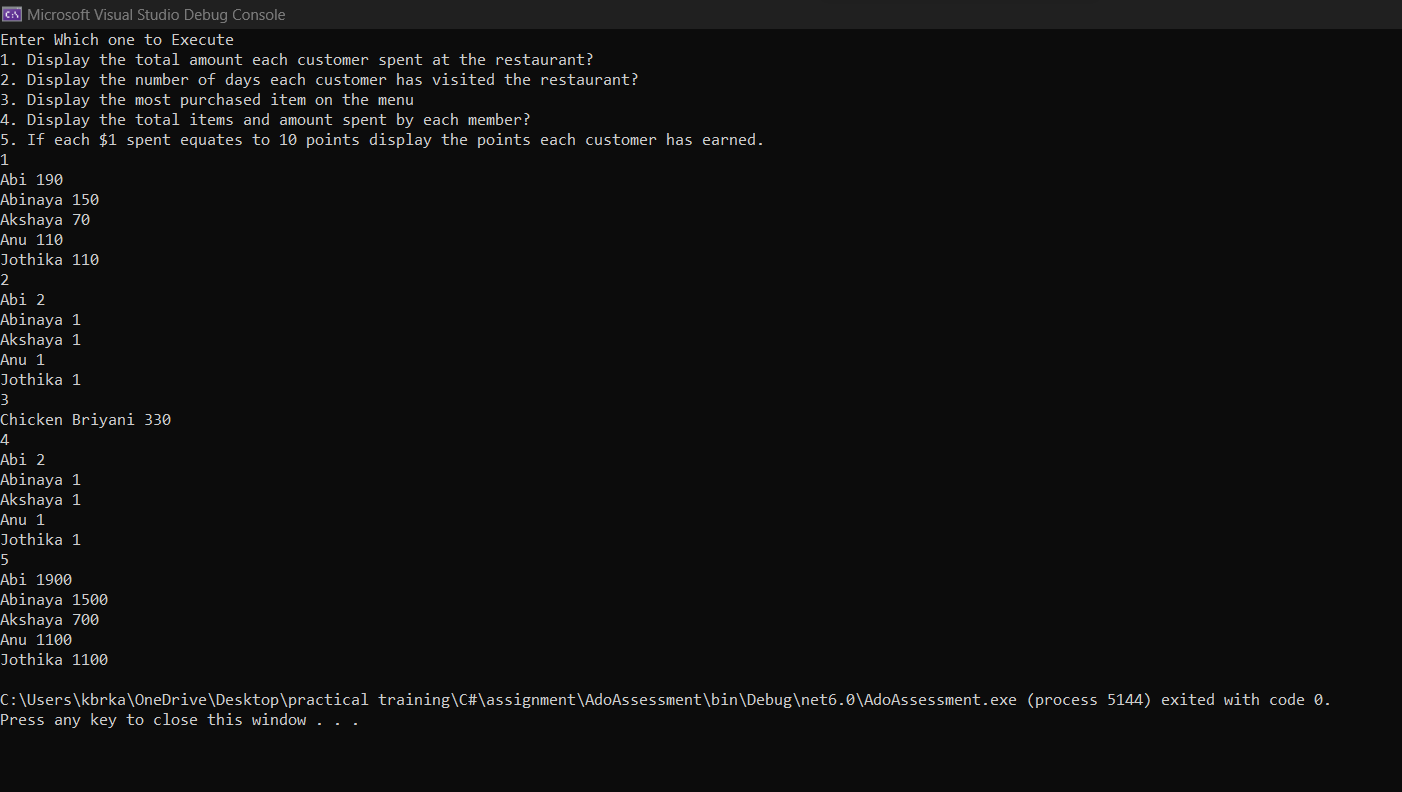 Microsoft Visual Studio Debug Console
Enter Which one to Execute
1. Display the total amount each customer spent at the restaurant?
2. Display the number of days each customer has visited the restaurant?
3. Display the most purchased item on the menu
4. Display the total items and amount spent by each member?
5. If each $1 spent equates to 10 points display the points each customer has earned.
1
Abi 190
Abinaya 150
Akshaya 70
Anu 110
Jothika 110
2
Abi 2
Abinaya 1
Akshaya 1
Anu 1
Jothika 1
3
Chicken Briyani 330
4
Abi 2
Abinaya 1
Akshaya 1
Anu 1
Jothika 1
5
Abi 1900
Abinaya 1500
Akshaya 700
Anu 1100
Jothika 1100
C:\Users\kbrka\OneDrive\Desktop\practical training\C#\assignment\AdoAssessment\bin\Debug\net6.0\AdoAssessment.exe (process 5144) exited with code 0.
Press any key to close this window . . .